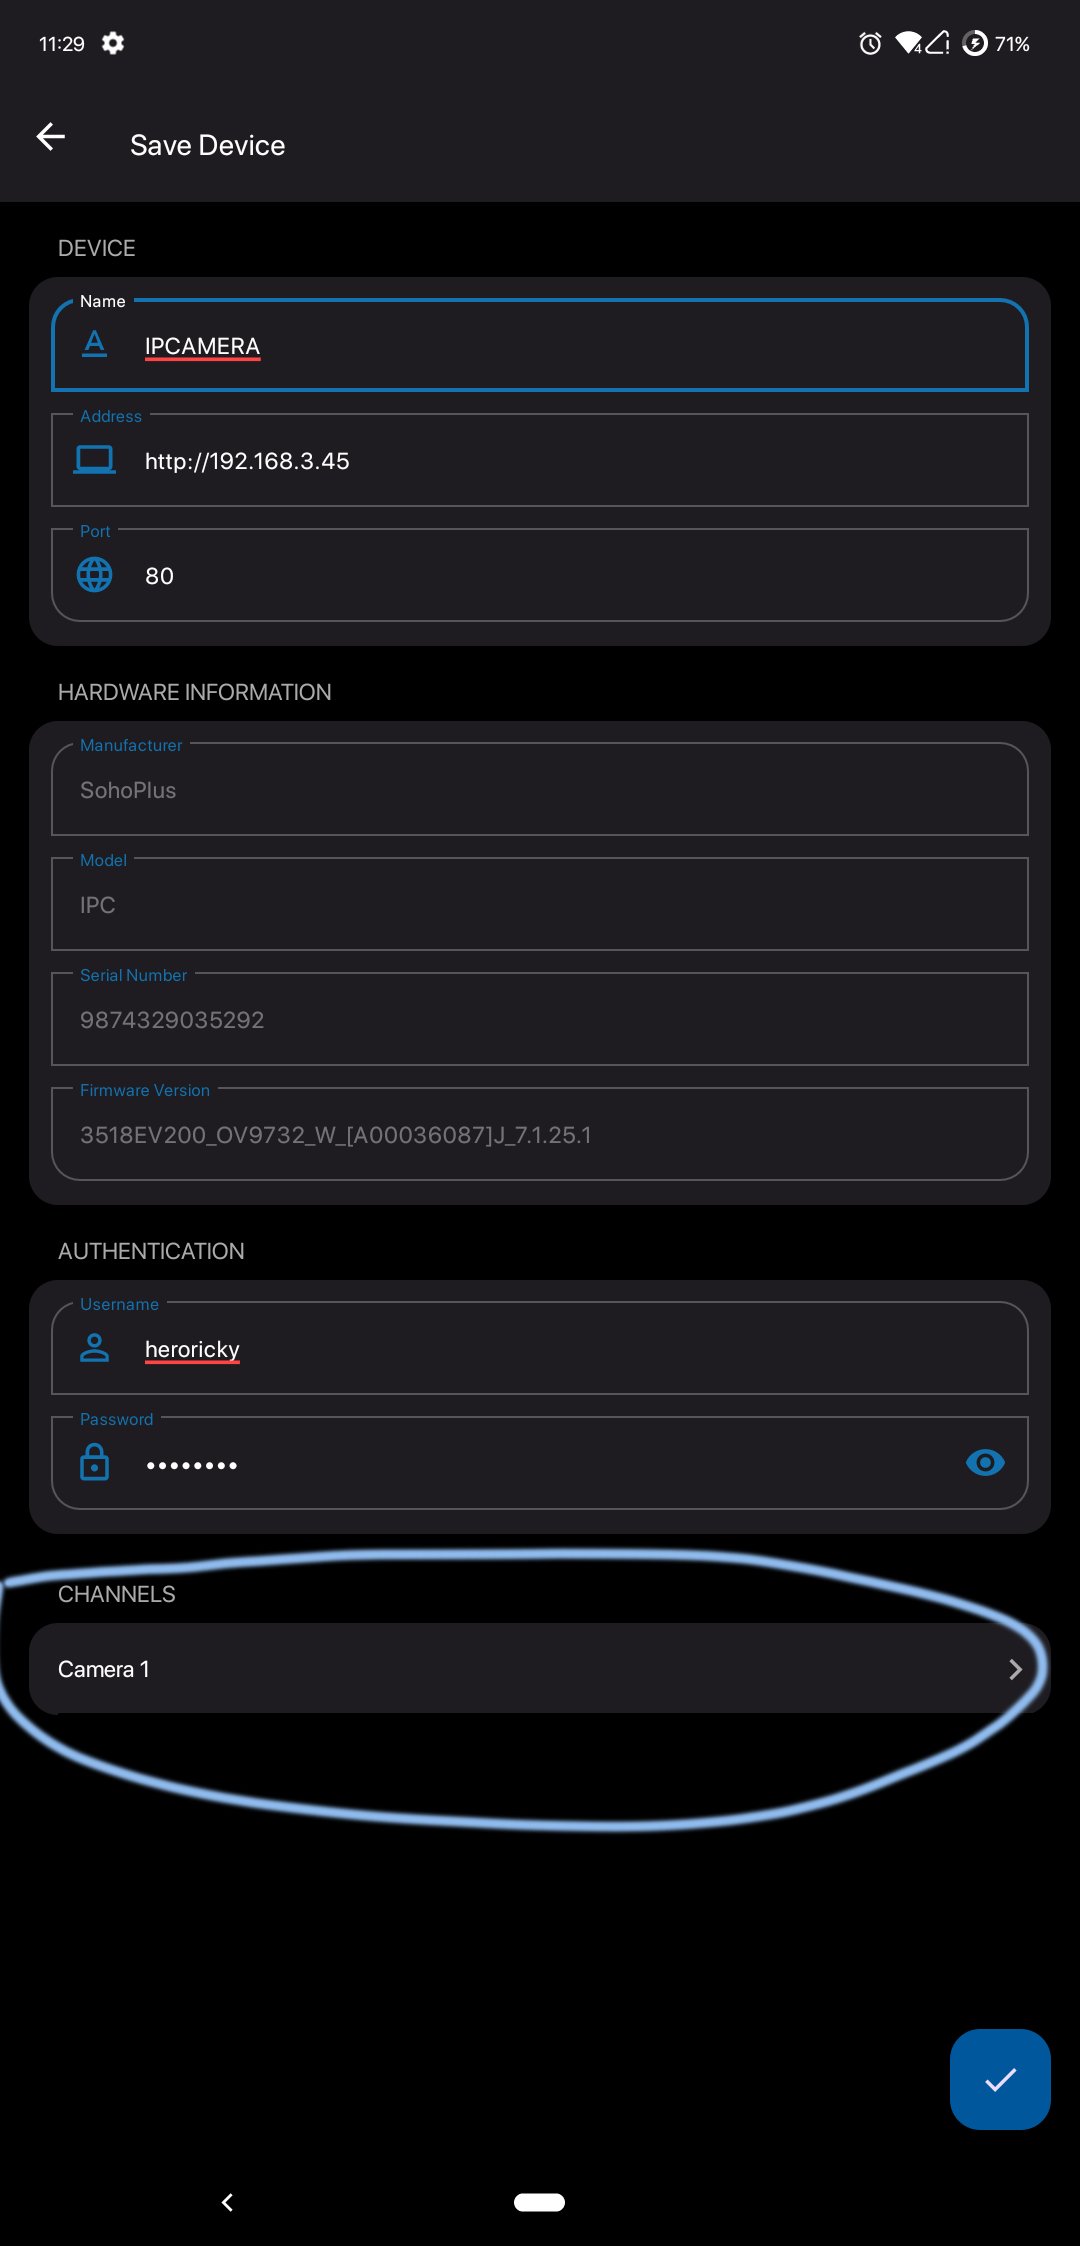 11:29
4
71%
Save Device
DEVICE
Name
A
IPCAMERA
Address
http://192.168.3.45
Port
80
HARDWARE INFORMATION
Manufacturer
SohoPlus
Model
IPC
Serial Number
9874329035292
Firmware Version
3518EV200_OV9732_W_[A00036087]J_7.1.25.1
AUTHENTICATION
Username
heroricky
Password
••••••••
CHANNELS
Camera 1